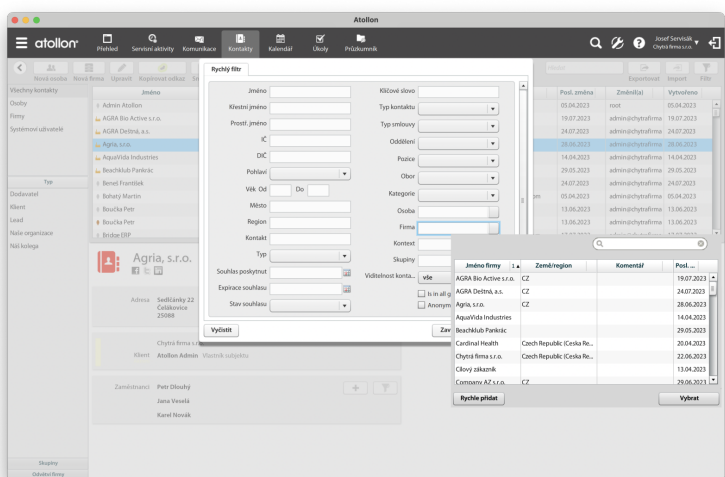 Atollon
atollon
Přehled
Servisní aktivity
Komunikace
Kontakty
Kalendář
Úkoly
Průzkumník
Josef Servisák
Chytrá firma s.r.o.
Nová osoba
Nová firma
Upravit
Kopírovat odkaz
Exportovat
Import
Filtr
Všechny kontakty
Osoby
Firmy
Systémoví uživatelé
Typ
Dodavatel
Klient
Lead
Naše organizace
Náš kolega
Skupiny
Odvětví firmy
Jméno
Posl. změna
Změnil(a)
Vytvořeno
Admin Atollon
05.04.2023
root
05.04.2023
AGRA Bio Active s.r.o.
19.07.2023
admin@chytrafirma
19.07.2023
AGRA Deštná, a.s.
24.07.2023
admin@chytrafirma
24.07.2023
Agria, s.r.o.
28.06.2023
admin@chytrafirma
28.06.2023
AquaVida Industries
14.04.2023
admin@chytrafirma
14.04.2023
Beachklub Pankrác
29.05.2023
admin@chytrafirma
29.05.2023
Beneš František
24.07.2023
admin@chytrafirma
24.07.2023
Bohatý Martin
05.04.2023
admin@chytrafirma
05.04.2023
Boučka Petr
13.06.2023
admin@chytrafirma
13.06.2023
Boučka Petr
13.06.2023
admin@chytrafirma
13.06.2023
Bridge ERP
Agria, s.r.o.
Adresa
Sedlčánky 22
Čelákovice
25088
Chytrá firma s.r.o.
Klient
Atollon Admin
Vlastník subjektu
Zaměstnanci
Petr Dlouhý
Jana Veselá
Karel Novák
Rychlý filtr
Jméno
Křestní jméno
Prostř. jméno
IČ
DIČ
Pohlaví
Věk Od
Do
Město
Region
Kontakt
Typ
Souhlas poskytnut
Expirace souhlasu
Stav souhlasu
Klíčové slovo
Typ kontaktu
Typ smlouvy
Oddělení
Pozice
Obor
Kategorie
Osoba
Firma
Kontext
Skupiny
Viditelnost konta...
vše
Is in all g
Anonym
Vyčistit
Zav
Jméno firmy
1
Země/region
Komentář
Posl. ...
AGRA Bio Active s.r.o.
CZ
19.07.2023
AGRA Deštná, a.s.
CZ
24.07.2023
Agria, s.r.o.
CZ
28.06.2023
AquaVida Industries
14.04.2023
Beachklub Pankrác
29.05.2023
Cardinal Health
Czech Republic (Ceska Re...
20.04.2023
Chytrá firma s.r.o.
Czech Republic (Ceska Re...
22.06.2023
Cílový zákazník
13.04.2023
Company AZ s.r.o.
CZ
29.06.2023
Rychle přidat
Vybrat